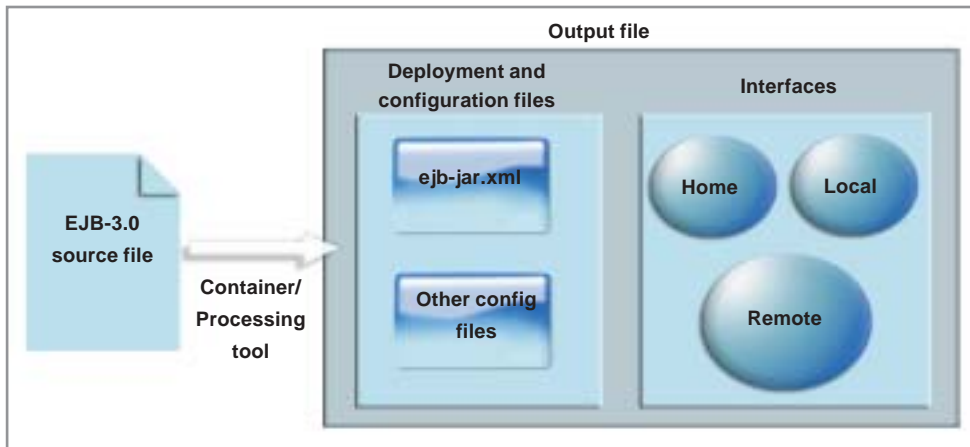 Output file
Deployment and
configuration files
Interfaces
ejb-jar.xml
Home
Local
EJB-3.0
source file
Container/
Processing
tool
Other config
files
Remote